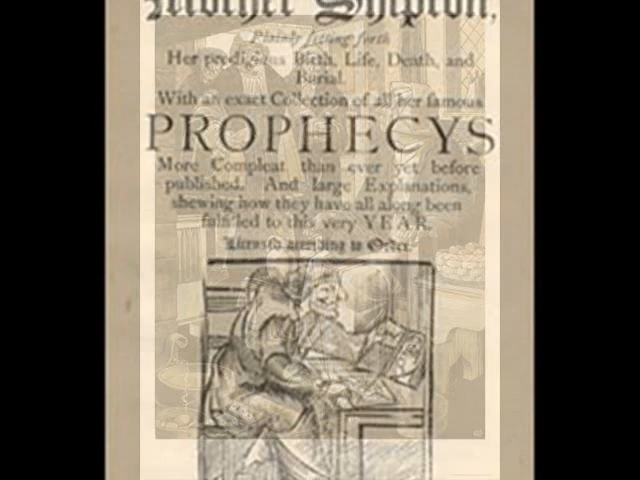 Mother Shipton,
Plainly setting forth
Her prodigious Birth, Life, Death, and
Burial.
With an exact Collection of all her famous
PROPHECYS
More Compleat than ever yet before
published. And large Explanations,
shewing how they have all along been
fulfilled to this very YEAR.
Licensed according to Order.